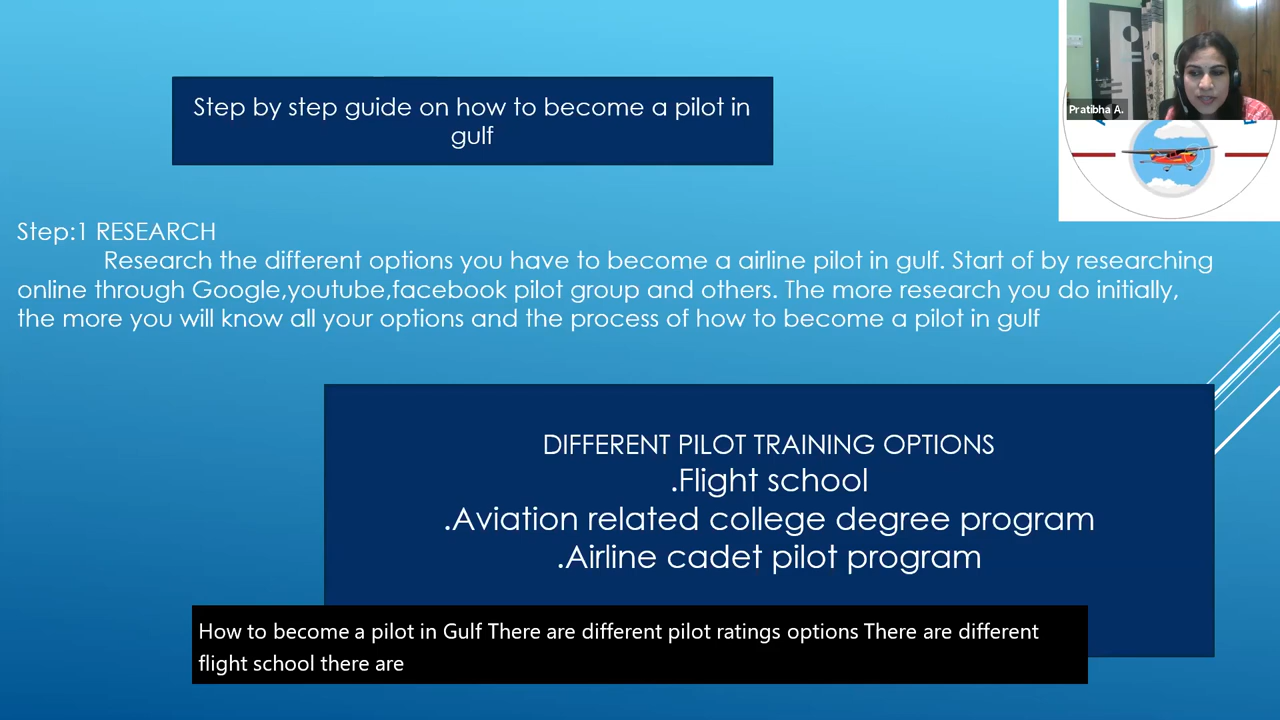 Step by step guide on how to become a pilot in
gulf
Pratibha A.
Step:1 RESEARCH
Research the different options you have to become a airline pilot in gulf. Start of by researching
online through Google,youtube,facebook pilot group and others. The more research you do initially,
the more you will know all your options and the process of how to become a pilot in gulf
DIFFERENT PILOT TRAINING OPTIONS
.Flight school
.Aviation related college degree program
.Airline cadet pilot program
How to become a pilot in Gulf There are different pilot ratings options There are different
flight school there are